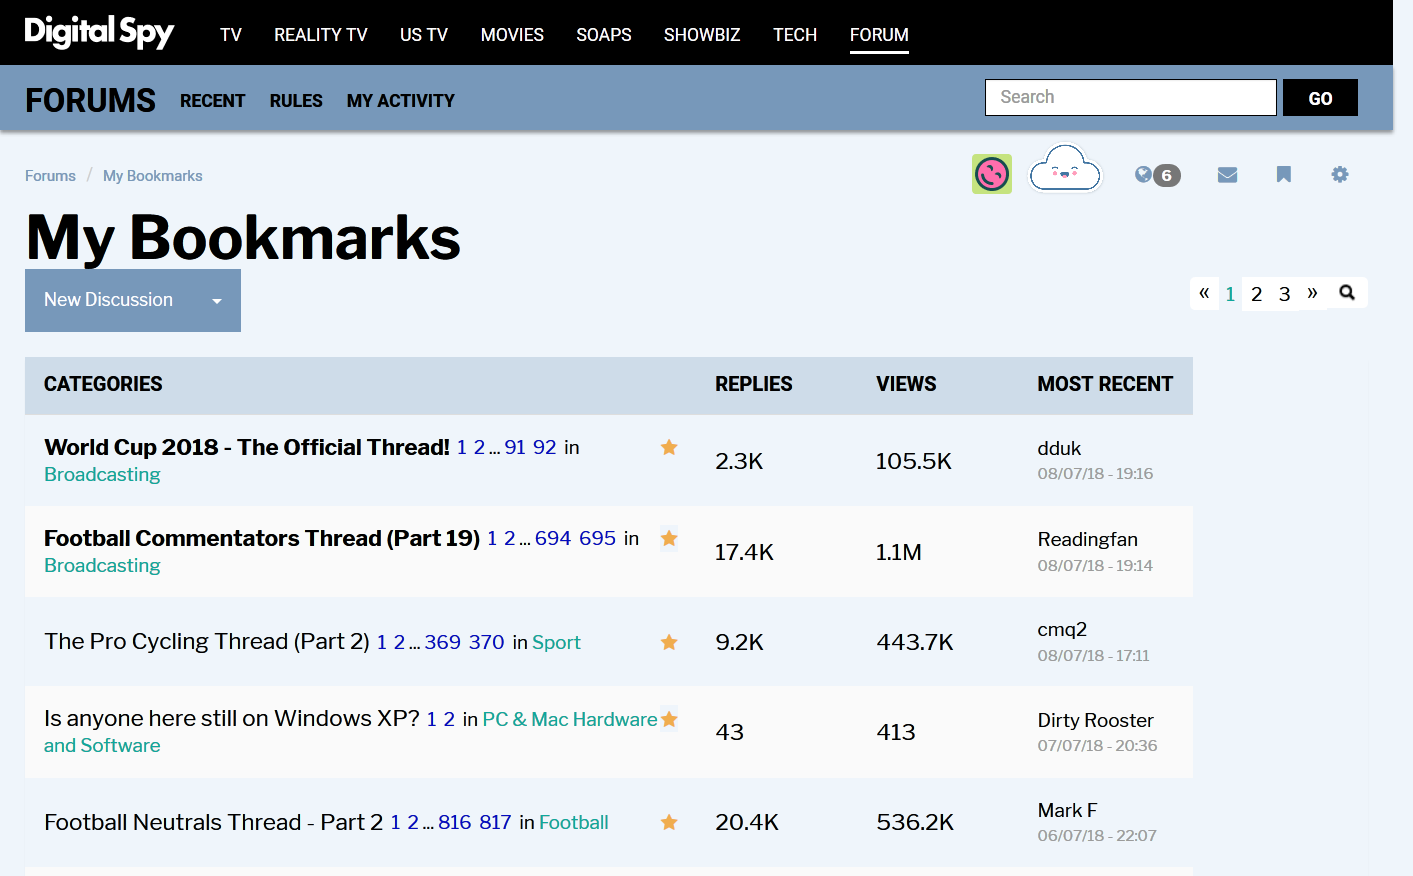 Digital Spy TV REALITY TV US TV MOVIES SOAPS SHOWBIZ TECH FORUM
FORUMS RECENT RULES MY ACTIVITY Search GO
Forums / My Bookmarks 6
My Bookmarks
New Discussion « 1 2 3 »
CATEGORIES REPLIES VIEWS MOST RECENT
World Cup 2018 - The Official Thread! 1 2 ... 91 92 in
Broadcasting
2.3K 105.5K
dduk
08/07/18 - 19:16
Football Commentators Thread (Part 19) 1 2 ... 694 695 in
Broadcasting
17.4K 1.1M
Readingfan
08/07/18 - 19:14
The Pro Cycling Thread (Part 2) 1 2 ... 369 370 in Sport
9.2K 443.7K
cmq2
08/07/18 - 17:11
Is anyone here still on Windows XP? 1 2 in PC & Mac Hardware
and Software
43 413
Dirty Rooster
07/07/18 - 20:36
Football Neutrals Thread - Part 2 1 2 ... 816 817 in Football
20.4K 536.2K
Mark F
06/07/18 - 22:07